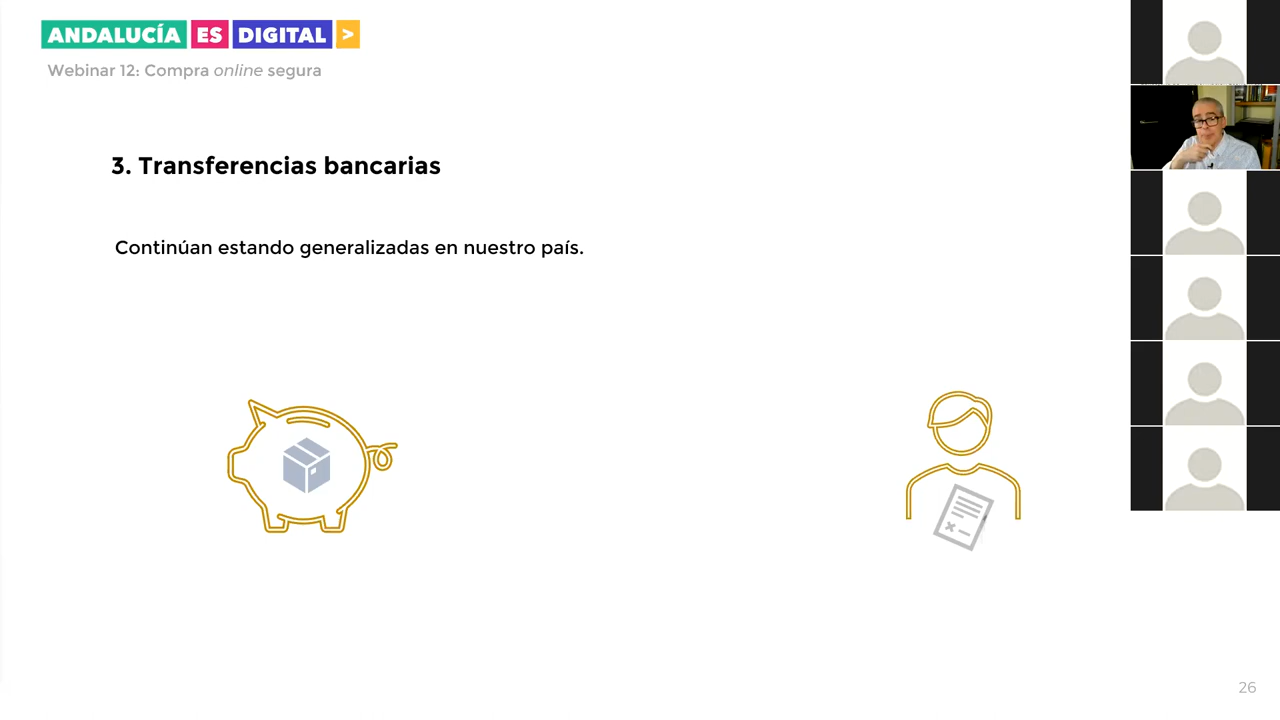 ANDALUCÍA ES DIGITAL >
Webinar 12: Compra online segura
3. Transferencias bancarias
Continúan estando generalizadas en nuestro país.
26